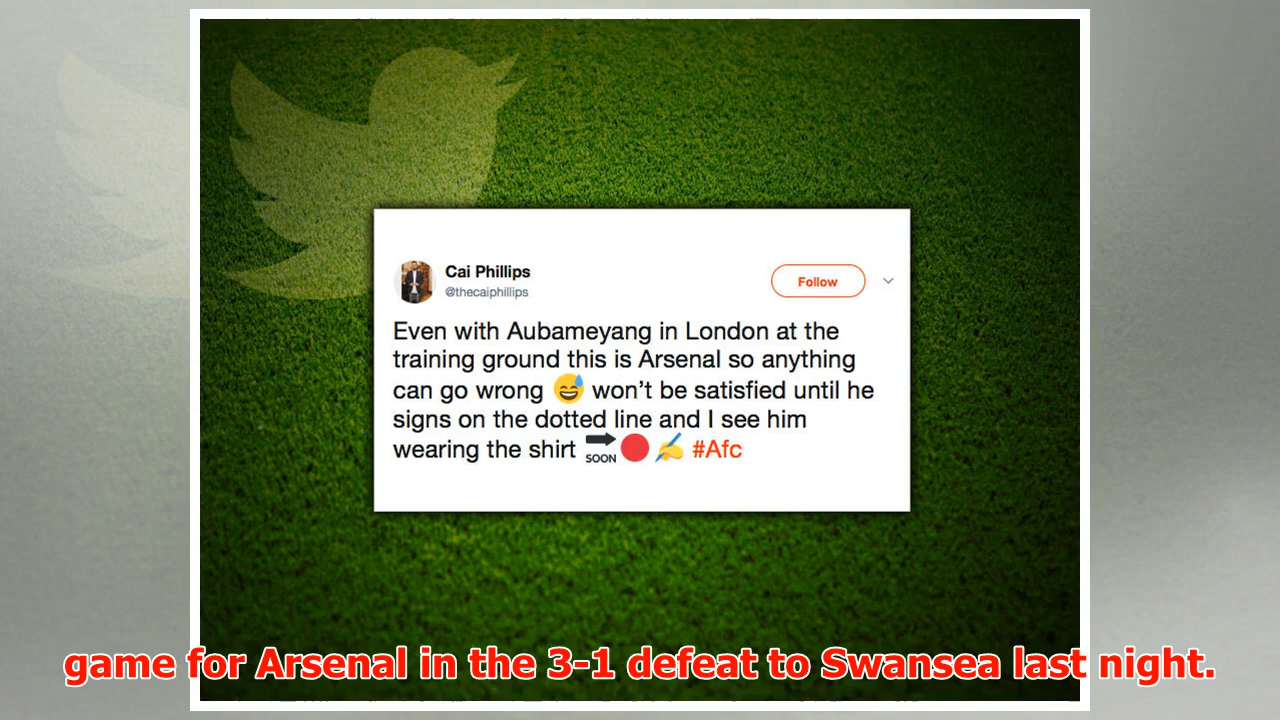 Cai Phillips
@thecaiphillips
Follow
Even with Aubameyang in London at the
training ground this is Arsenal so anything
can go wrong 😅 won't be satisfied until he
signs on the dotted line and I see him
wearing the shirt 🔜🔴✍️ #Afc
game for Arsenal in the 3-1 defeat to Swansea last night.